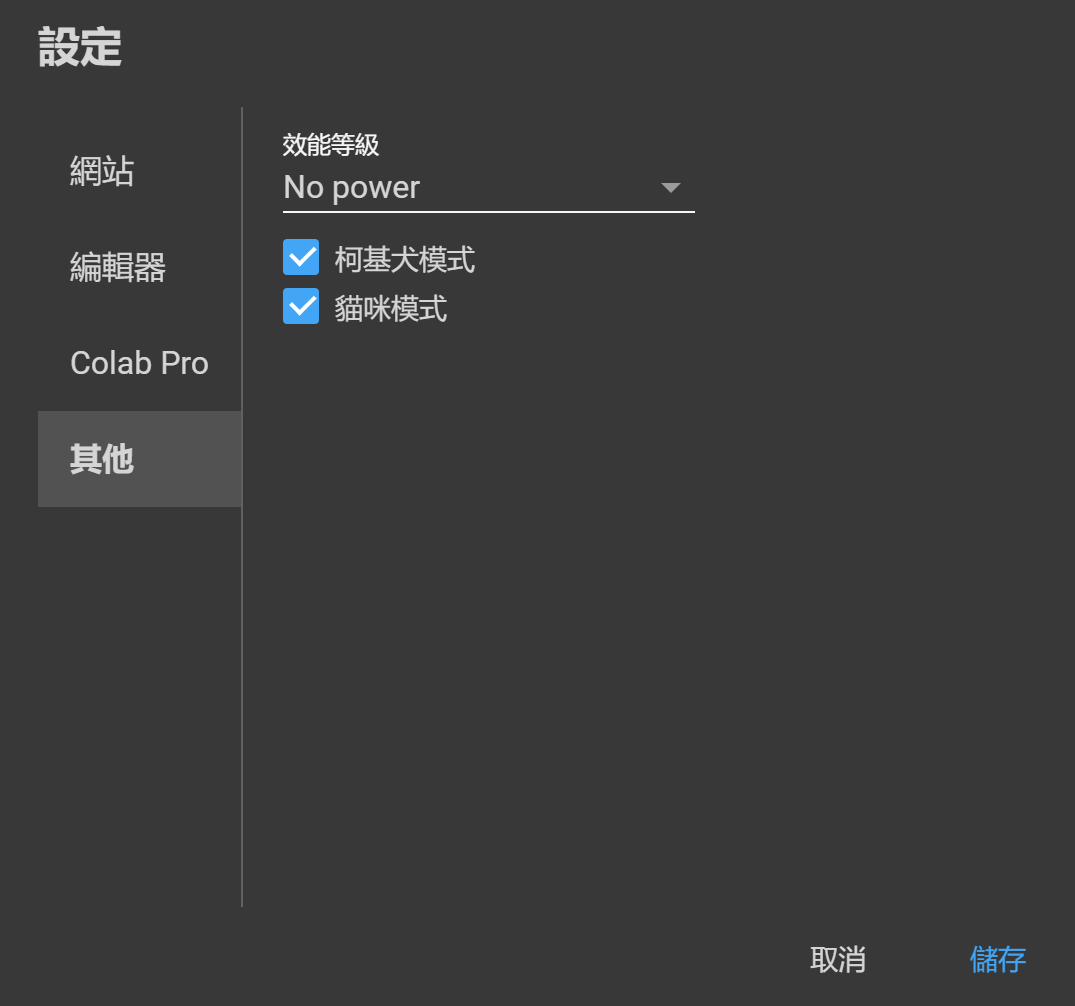 設定
網站
編輯器
Colab Pro
其他
效能等級
No power
柯基犬模式
貓咪模式
取消
儲存